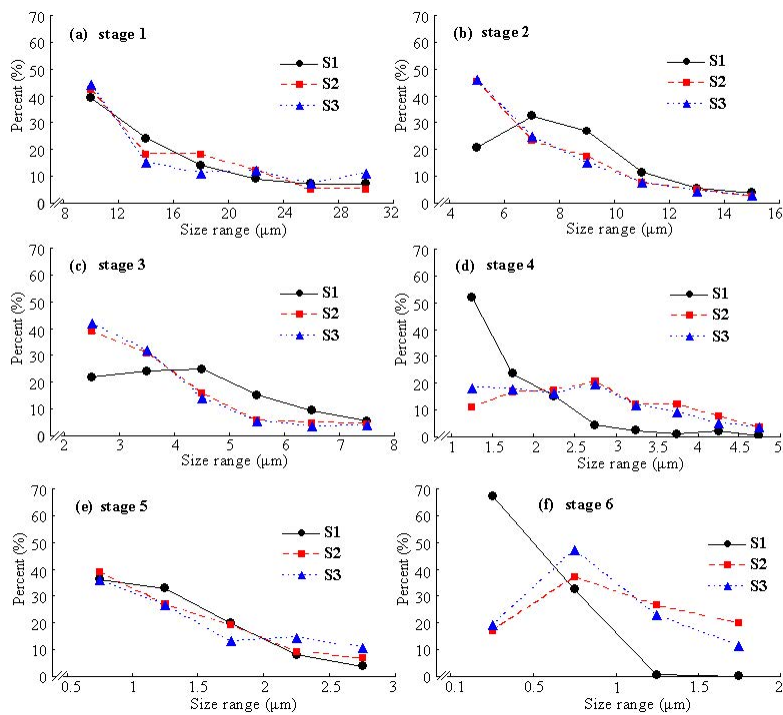 (a) stage 1
Percent (%)
70
60
50
40
30
20
10
0
S1
S2
S3
8 12 16 20 24 28 32
Size range (μm)
(b) stage 2
Percent (%)
70
60
50
40
30
20
10
0
S1
S2
S3
4 6 8 10 12 14 16
Size range (μm)
(c) stage 3
Percent (%)
70
60
50
40
30
20
10
0
S1
S2
S3
2 3 4 5 6 7 8
Size range (μm)
(d) stage 4
Percent (%)
70
60
50
40
30
20
10
0
S1
S2
S3
1 1.5 2 2.5 3 3.5 4 4.5 5
Size range (μm)
(e) stage 5
Percent (%)
70
60
50
40
30
20
10
0
S1
S2
S3
0.5 1 1.5 2 2.5 3
Size range (μm)
(f) stage 6
Percent (%)
70
60
50
40
30
20
10
0
S1
S2
S3
0.1 0.5 1 1.5 2
Size range (μm)